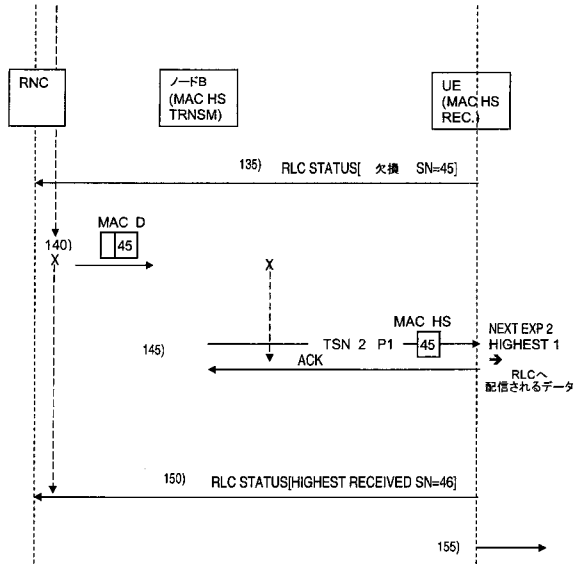 RNC
ノードB
(MAC HS
TRNSM)
UE
(MAC HS
REC.)
135) RLC STATUS[ 欠損 SN=45]
MAC D
140) 45
X
X
MAC HS
145) TSN 2 P1 45
NEXT EXP 2
HIGHEST 1
ACK
RLCへ
配信されるデータ
150) RLC STATUS[HIGHEST RECEIVED SN=46]
155)